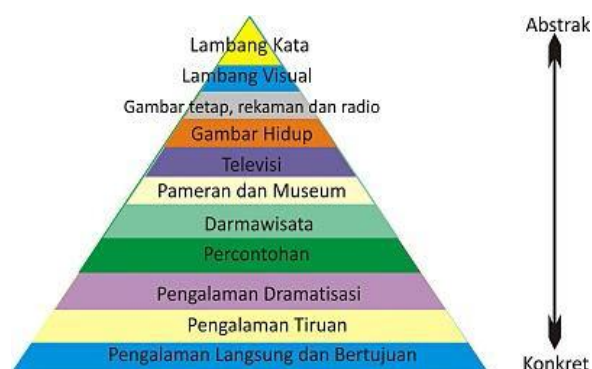 Abstrak
Lambang Kata
Lambang Visual
Gambar tetap, rekaman dan radio
Gambar Hidup
Televisi
Pameran dan Museum
Darmawisata
Percontohan
Pengalaman Dramatisasi
Pengalaman Tiruan
Pengalaman Langsung dan Bertujuan
Konkret